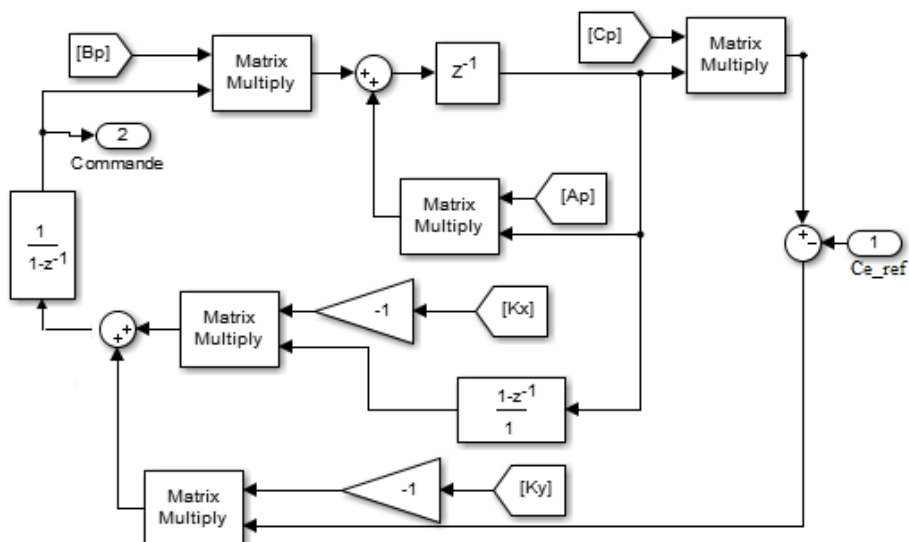 [Bp]
Matrix
Multiply
+
+
z⁻¹
[Cp]
Matrix
Multiply
2
Commande
Matrix
Multiply
[Ap]
1
1-z⁻¹
+
-
1
Ce_ref
+
+
Matrix
Multiply
-1
[Kx]
1-z⁻¹
1
Matrix
Multiply
-1
[Ky]